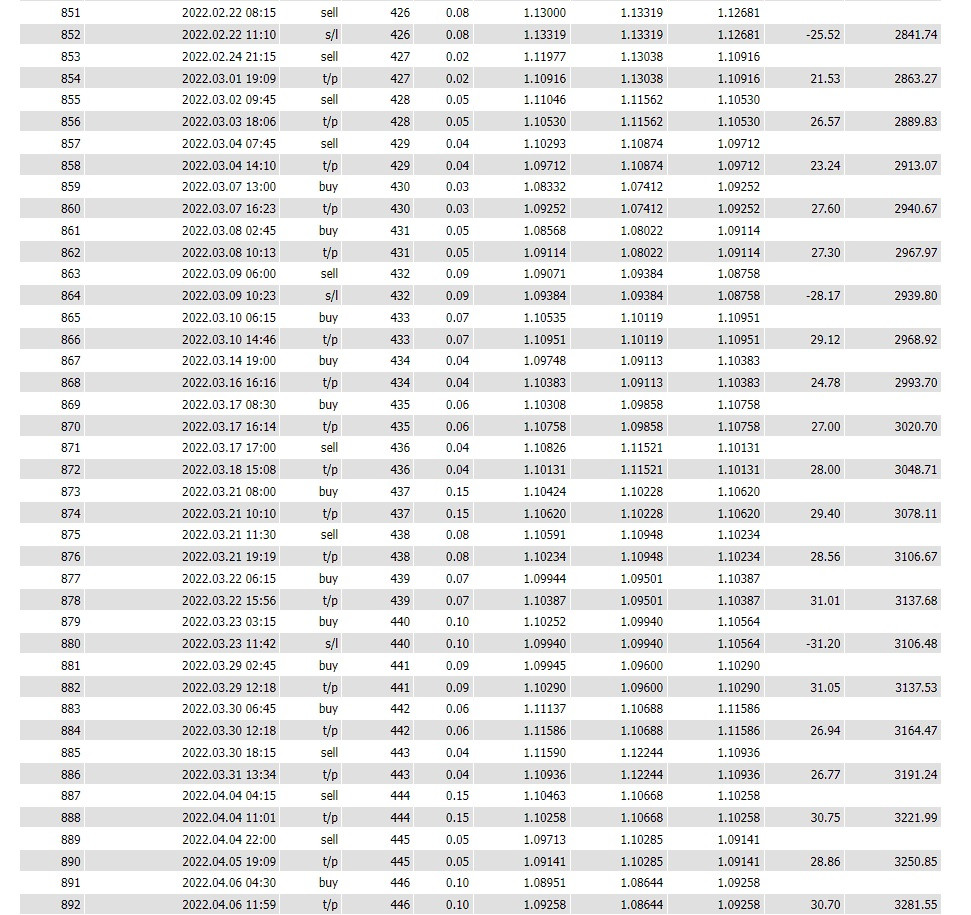 851 2022.02.22 08:15 sell 426 0.08 1.13000 1.13319 1.12681
852 2022.02.22 11:10 s/l 426 0.08 1.13319 1.13319 1.12681 -25.52 2841.74
853 2022.02.24 21:15 sell 427 0.02 1.11977 1.13038 1.10916
854 2022.03.01 19:09 t/p 427 0.02 1.10916 1.13038 1.10916 21.53 2863.27
855 2022.03.02 09:45 sell 428 0.05 1.11046 1.11562 1.10530
856 2022.03.03 18:06 t/p 428 0.05 1.10530 1.11562 1.10530 26.57 2889.83
857 2022.03.04 07:45 sell 429 0.04 1.10293 1.10874 1.09712
858 2022.03.04 14:10 t/p 429 0.04 1.09712 1.10874 1.09712 23.24 2913.07
859 2022.03.07 13:00 buy 430 0.03 1.08332 1.07412 1.09252
860 2022.03.07 16:23 t/p 430 0.03 1.09252 1.07412 1.09252 27.60 2940.67
861 2022.03.08 02:45 buy 431 0.05 1.08568 1.08022 1.09114
862 2022.03.08 10:13 t/p 431 0.05 1.09114 1.08022 1.09114 27.30 2967.97
863 2022.03.09 06:00 sell 432 0.09 1.09071 1.09384 1.08758
864 2022.03.09 10:23 s/l 432 0.09 1.09384 1.09384 1.08758 -28.17 2939.80
865 2022.03.10 06:15 buy 433 0.07 1.10535 1.10119 1.10951
866 2022.03.10 14:46 t/p 433 0.07 1.10951 1.10119 1.10951 29.12 2968.92
867 2022.03.14 19:00 buy 434 0.04 1.09748 1.09113 1.10383
868 2022.03.16 16:16 t/p 434 0.04 1.10383 1.09113 1.10383 24.78 2993.70
869 2022.03.17 08:30 buy 435 0.06 1.10308 1.09858 1.10758
870 2022.03.17 16:14 t/p 435 0.06 1.10758 1.09858 1.10758 27.00 3020.70
871 2022.03.17 17:00 sell 436 0.04 1.10826 1.11521 1.10131
872 2022.03.18 15:08 t/p 436 0.04 1.10131 1.11521 1.10131 28.00 3048.71
873 2022.03.21 08:00 buy 437 0.15 1.10424 1.10228 1.10620
874 2022.03.21 10:10 t/p 437 0.15 1.10620 1.10228 1.10620 29.40 3078.11
875 2022.03.21 11:30 sell 438 0.08 1.10591 1.10948 1.10234
876 2022.03.21 19:19 t/p 438 0.08 1.10234 1.10948 1.10234 28.56 3106.67
877 2022.03.22 06:15 buy 439 0.07 1.09944 1.09501 1.10387
878 2022.03.22 15:56 t/p 439 0.07 1.10387 1.09501 1.10387 31.01 3137.68
879 2022.03.23 03:15 buy 440 0.10 1.10252 1.09940 1.10564
880 2022.03.23 11:42 s/l 440 0.10 1.09940 1.09940 1.10564 -31.20 3106.48
881 2022.03.29 02:45 buy 441 0.09 1.09945 1.09600 1.10290
882 2022.03.29 12:18 t/p 441 0.09 1.10290 1.09600 1.10290 31.05 3137.53
883 2022.03.30 06:45 buy 442 0.06 1.11137 1.10688 1.11586
884 2022.03.30 12:18 t/p 442 0.06 1.11586 1.10688 1.11586 26.94 3164.47
885 2022.03.30 18:15 sell 443 0.04 1.11590 1.12244 1.10936
886 2022.03.31 13:34 t/p 443 0.04 1.10936 1.12244 1.10936 26.77 3191.24
887 2022.04.04 04:15 sell 444 0.15 1.10463 1.10668 1.10258
888 2022.04.04 11:01 t/p 444 0.15 1.10258 1.10668 1.10258 30.75 3221.99
889 2022.04.04 22:00 sell 445 0.05 1.09713 1.10285 1.09141
890 2022.04.05 19:09 t/p 445 0.05 1.09141 1.10285 1.09141 28.86 3250.85
891 2022.04.06 04:30 buy 446 0.10 1.08951 1.08644 1.09258
892 2022.04.06 11:59 t/p 446 0.10 1.09258 1.08644 1.09258 30.70 3281.55